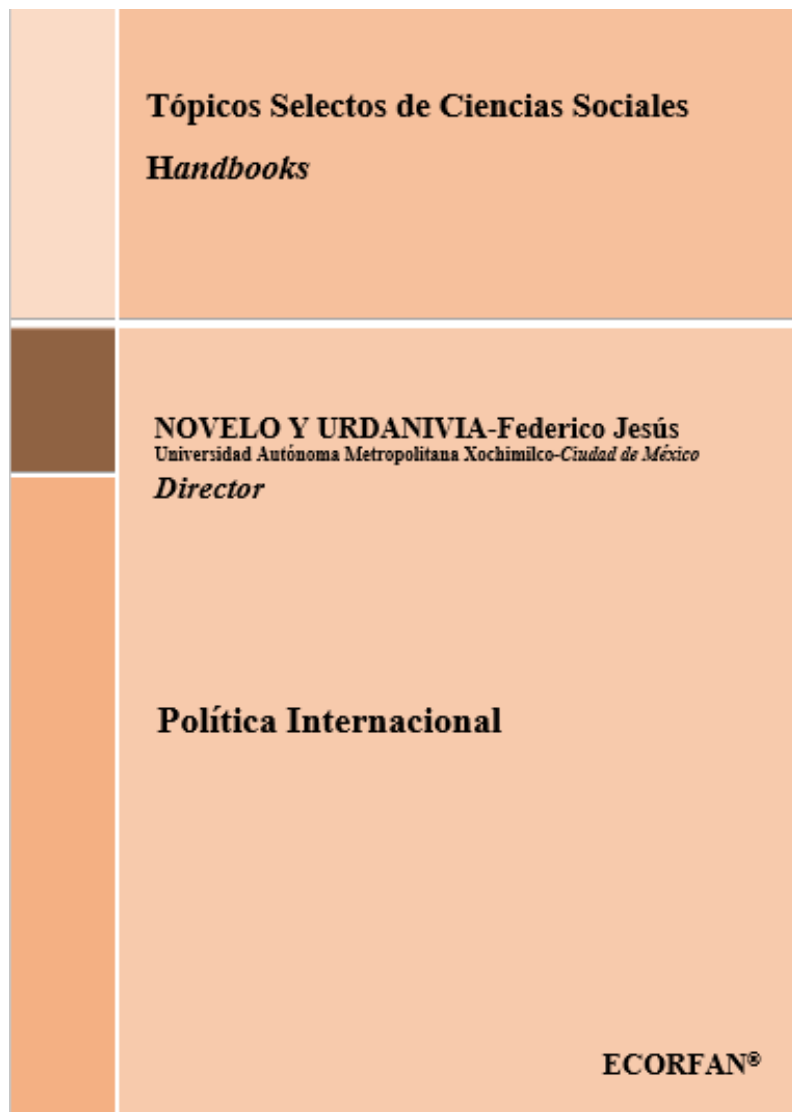 Tópicos Selectos de Ciencias Sociales
Handbooks
NOVELO Y URDANIVIA-Federico Jesús
Universidad Autónoma Metropolitana Xochimilco-Ciudad de México
Director
Política Internacional
ECORFAN®